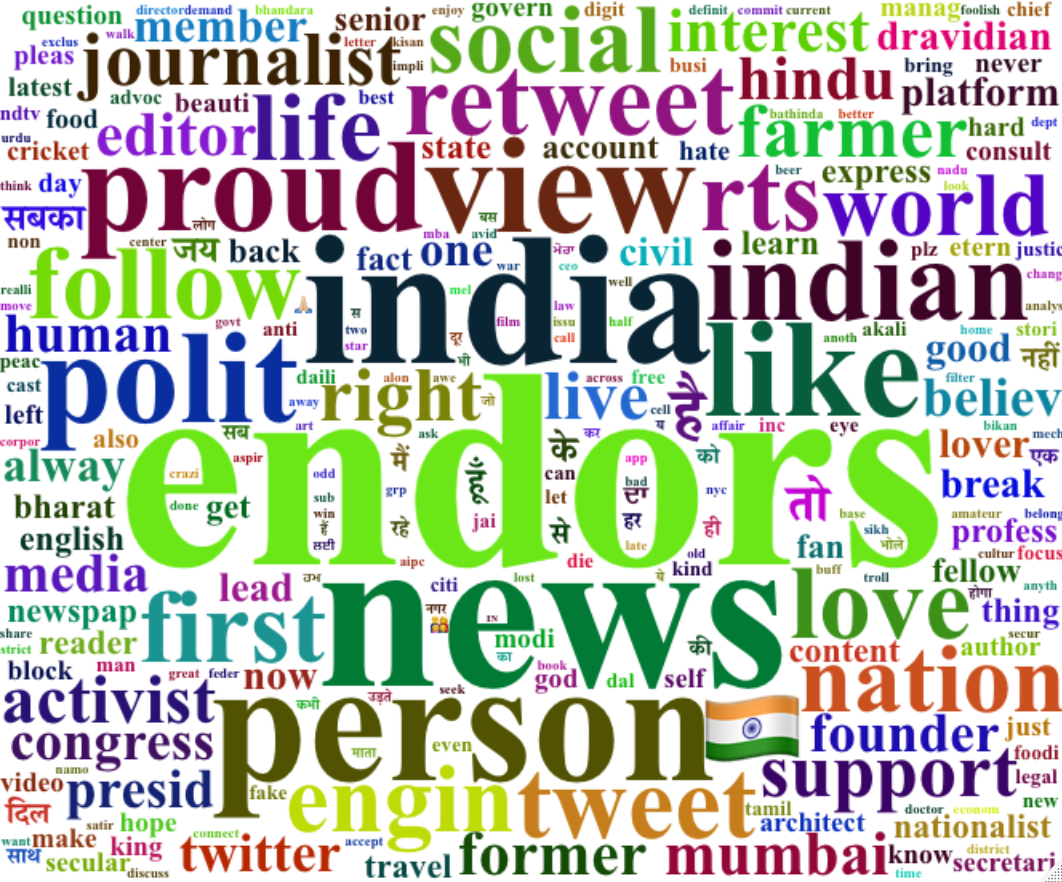 question directordemand bhandara senior enjoy govern digit definit commit current manag foolish chief
walk member letter kisan social interest dravidian
pleas exclus journalist impli busi hindu bring never
latest advoc beauti best retweet platform
ndtv food life bathinda better farmer hard dept
urdu editor state account hate consult
cricket beer express nadu
think day proud view rts look world
सबका लोग बस
non center जय back mba avid one civil learn plz etern justic
fact war ceo well chang
realli follow india indian analys
move mel law
human govt anti स two star film issu call half akali home stori
peac दूर भी anoth like good नहीं
cast polit daili alon awe across free filter believ
left away right जो live cell है
corpor also art सब ask कर य affair inc eye bikan mech
alway aspir मैं के को lover एक
crazi odd हूँ can app bad break
bharat done get sub grp let ਦਾ nyc तो base amateur belong
english win हैं रहे jai से हर ही sikh profess
endors late fan भोले cultur focus
media aipc die old kind buff troll fellow
lead citi lost ये love होगा anyth
newspap first नगर IN news thing
share modi secur
strict reader का की content author
block man great feder now book god dal self nation
activist कभी उड़ते seek person 🇮🇳 founder just
congress माता even support foodi
video namo presid fake legal
दिल engin tweet tamil doctor econom new
satir hope architect nationalist
want make king connect accept district
साथ secular discuss twitter travel former mumbai know time secretari